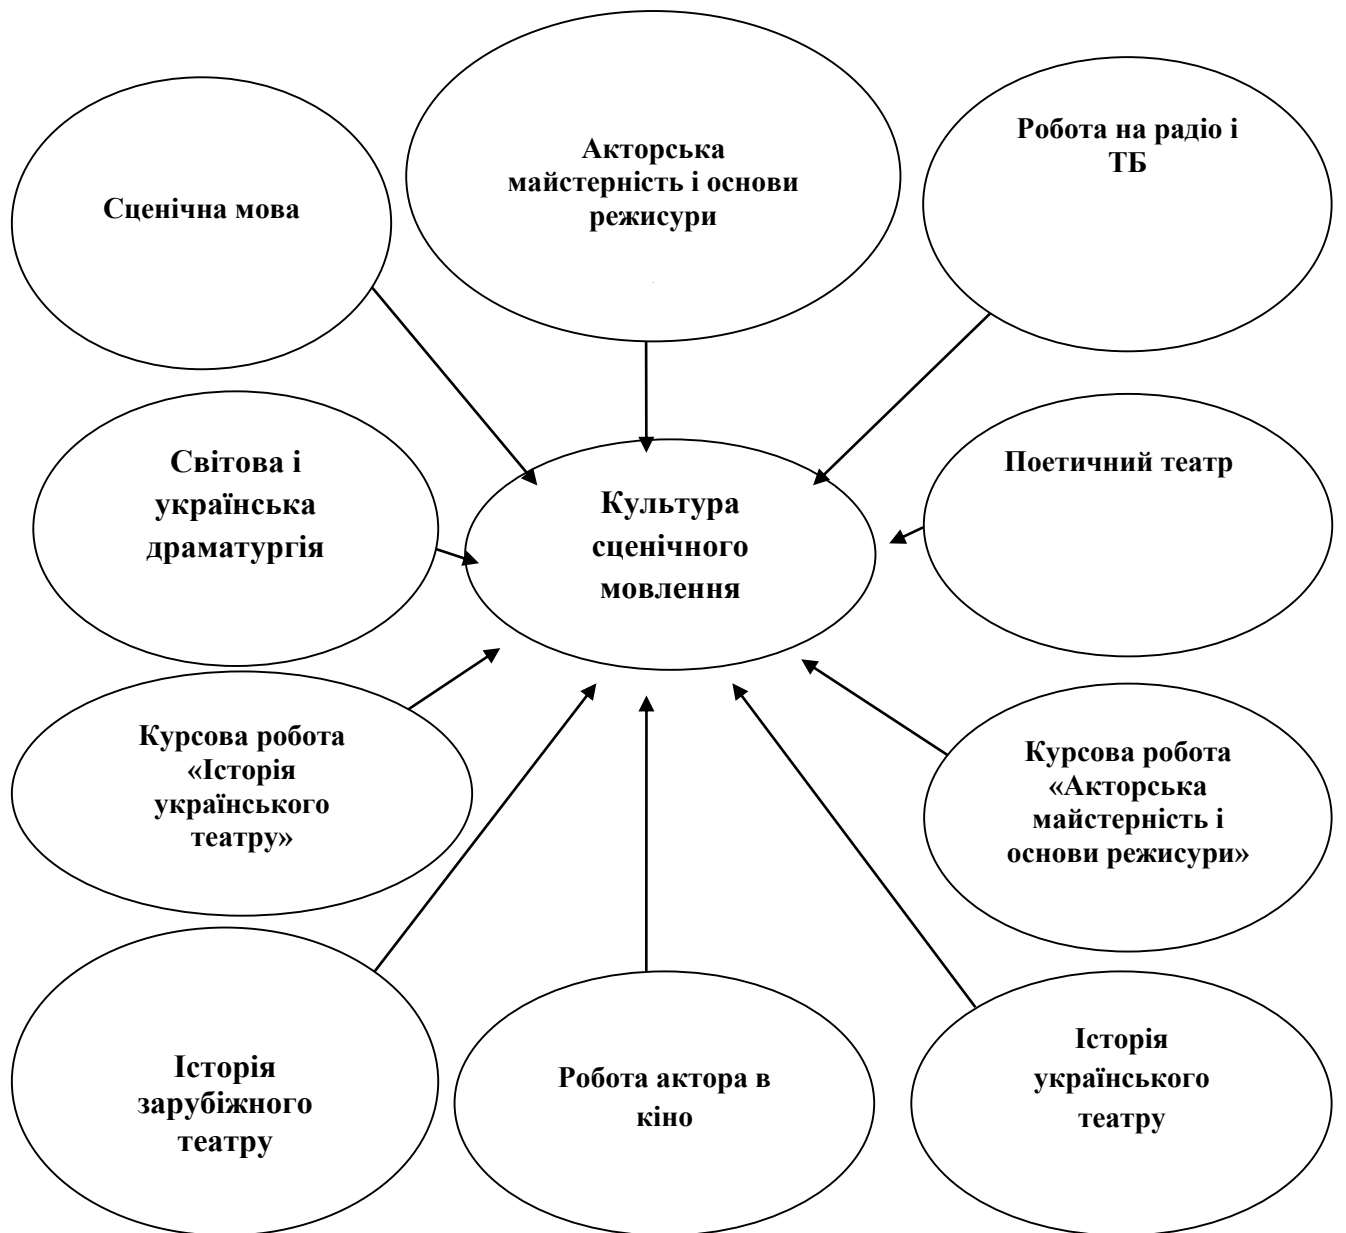 Сценічна мова
Акторська
майстерність і основи
режисури
Робота на радіо і
ТБ
Світова і
українська
драматургія
Культура
сценічного
мовлення
Поетичний театр
Курсова робота
«Історія
українського
театру»
Курсова робота
«Акторська
майстерність і
основи режисури»
Історія
зарубіжного
театру
Робота актора в
кіно
Історія
українського
театру